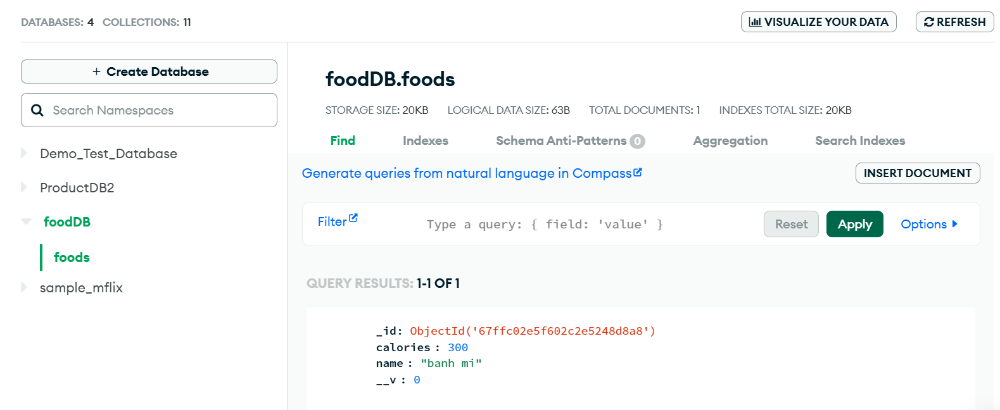 DATABASES: 4 COLLECTIONS: 11
VISUALIZE YOUR DATA
REFRESH
+ Create Database
Search Namespaces
Demo_Test_Database
ProductDB2
foodDB
foods
sample_mflix
foodDB.foods
STORAGE SIZE: 20KB LOGICAL DATA SIZE: 63B TOTAL DOCUMENTS: 1 INDEXES TOTAL SIZE: 20KB
Find Indexes Schema Anti-Patterns 0 Aggregation Search Indexes
Generate queries from natural language in Compass
INSERT DOCUMENT
Filter Type a query: { field: 'value' } Reset Apply Options
QUERY RESULTS: 1-1 OF 1
_id: ObjectId('67ffc02e5f602c2e5248d8a8')
calories : 300
name : "banh mi"
__v : 0